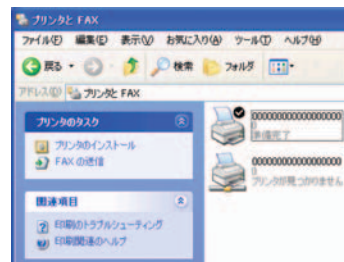 プリンタと FAX
ファイル(F) 編集(E) 表示(V) お気に入り(A) ツール(T) ヘルプ(H)
戻る 検索 フォルダ
アドレス(D) プリンタと FAX
プリンタのタスク
プリンタのインストール
FAX の送信
関連項目
印刷のトラブルシューティング
印刷関連のヘルプ
0000000000000000
0
準備完了
0000000000000000
0
プリンタが見つかりません